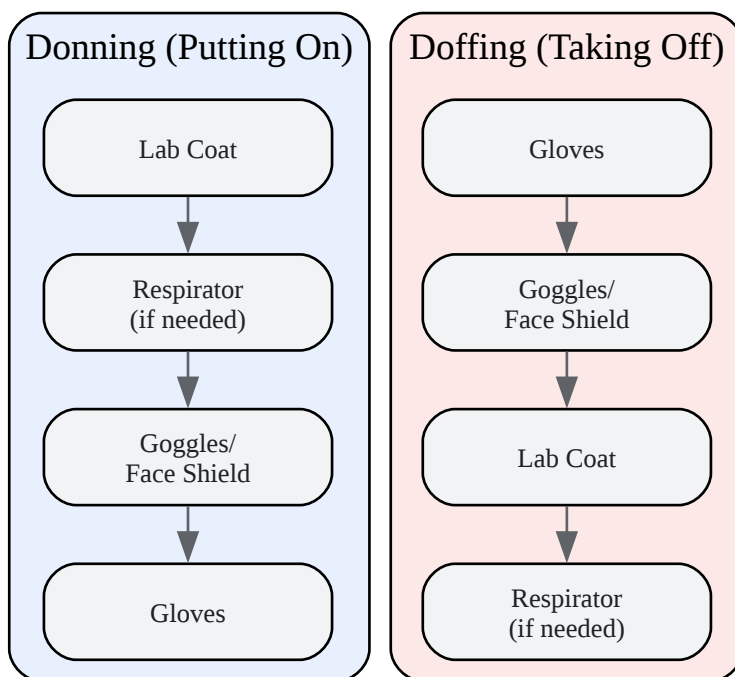 Donning (Putting On)
Lab Coat
Respirator
(if needed)
Goggles/
Face Shield
Gloves
Doffing (Taking Off)
Gloves
Goggles/
Face Shield
Lab Coat
Respirator
(if needed)